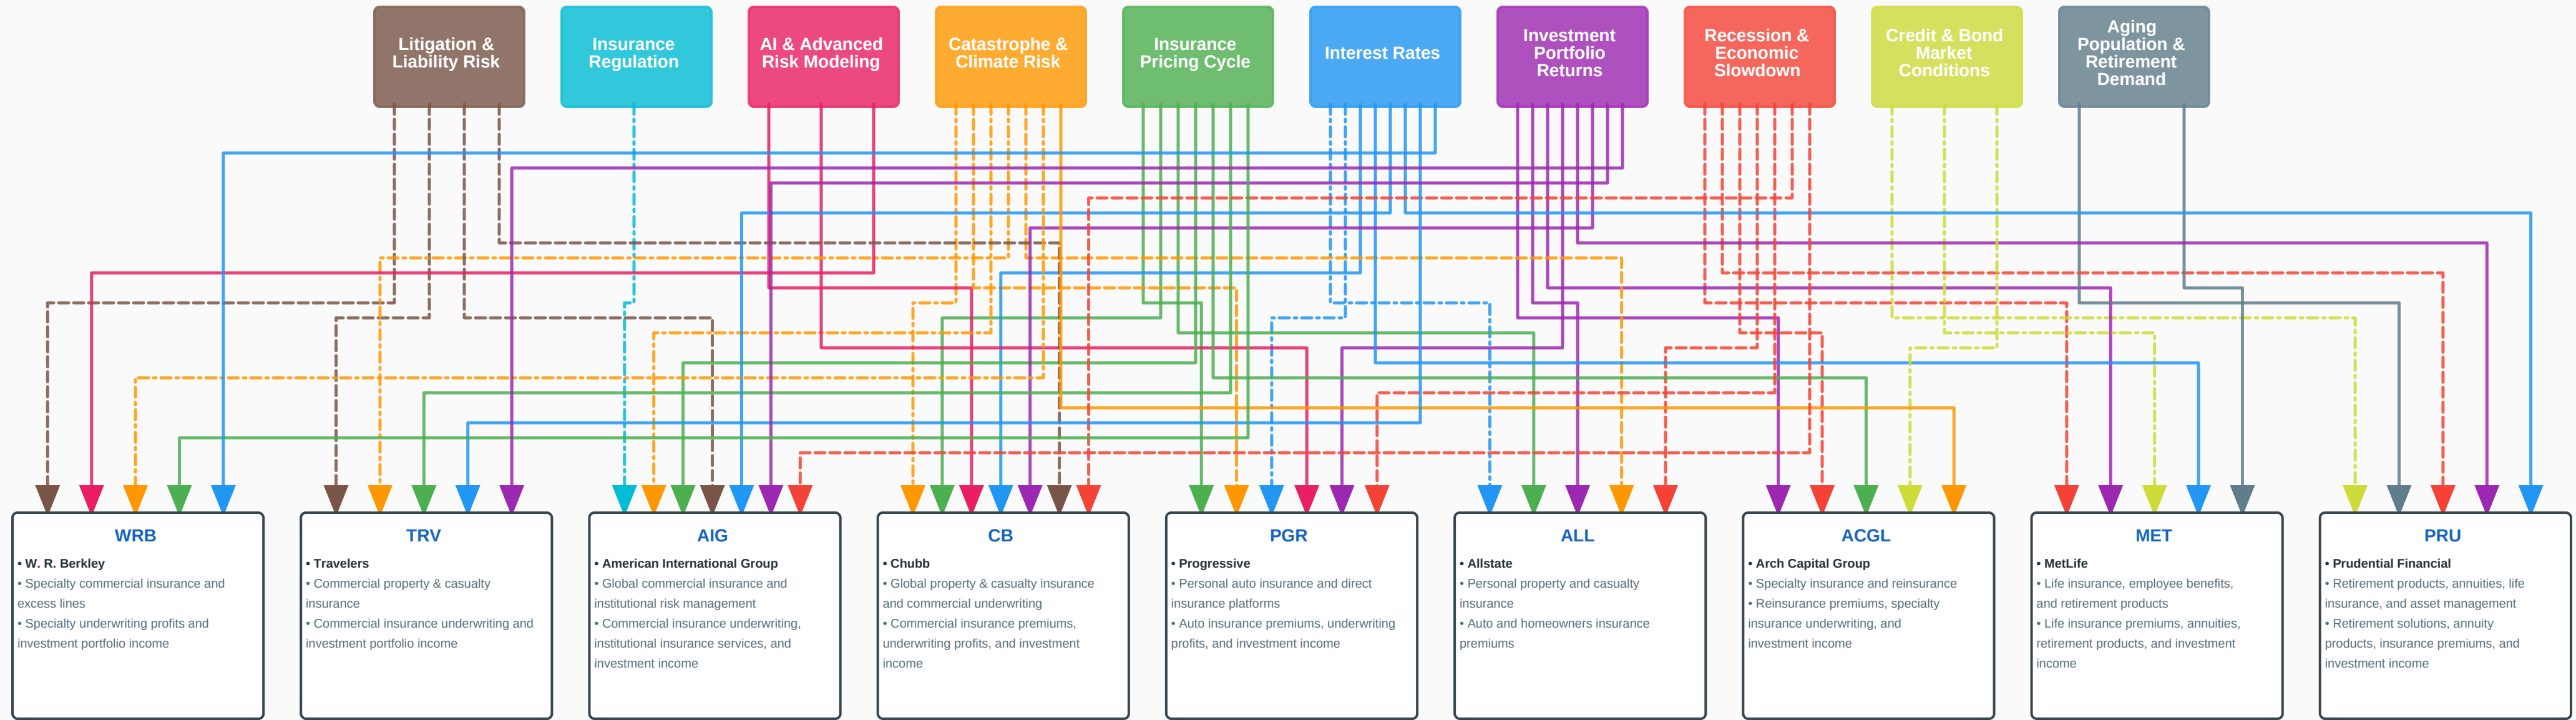 Litigation &
Liability Risk
Insurance
Regulation
AI & Advanced
Risk Modeling
Catastrophe &
Climate Risk
Insurance
Pricing Cycle
Interest Rates
Investment
Portfolio
Returns
Recession &
Economic
Slowdown
Credit & Bond
Market
Conditions
Aging
Population &
Retirement
Demand
WRB
• W. R. Berkley
• Specialty commercial insurance and
excess lines
• Specialty underwriting profits and
investment portfolio income
TRV
• Travelers
• Commercial property & casualty
insurance
• Commercial insurance underwriting and
investment portfolio income
AIG
• American International Group
• Global commercial insurance and
institutional risk management
• Commercial insurance underwriting,
institutional insurance services, and
investment income
CB
• Chubb
• Global property & casualty insurance
and commercial underwriting
• Commercial insurance premiums,
underwriting profits, and investment
income
PGR
• Progressive
• Personal auto insurance and direct
insurance platforms
• Auto insurance premiums, underwriting
profits, and investment income
ALL
• Allstate
• Personal property and casualty
insurance
• Auto and homeowners insurance
premiums
ACGL
• Arch Capital Group
• Specialty insurance and reinsurance
• Reinsurance premiums, specialty
insurance underwriting, and
investment income
MET
• MetLife
• Life insurance, employee benefits,
and retirement products
• Life insurance premiums, annuities,
retirement products, and investment
income
PRU
• Prudential Financial
• Retirement products, annuities, life
insurance, and asset management
• Retirement solutions, annuity
products, insurance premiums, and
investment income